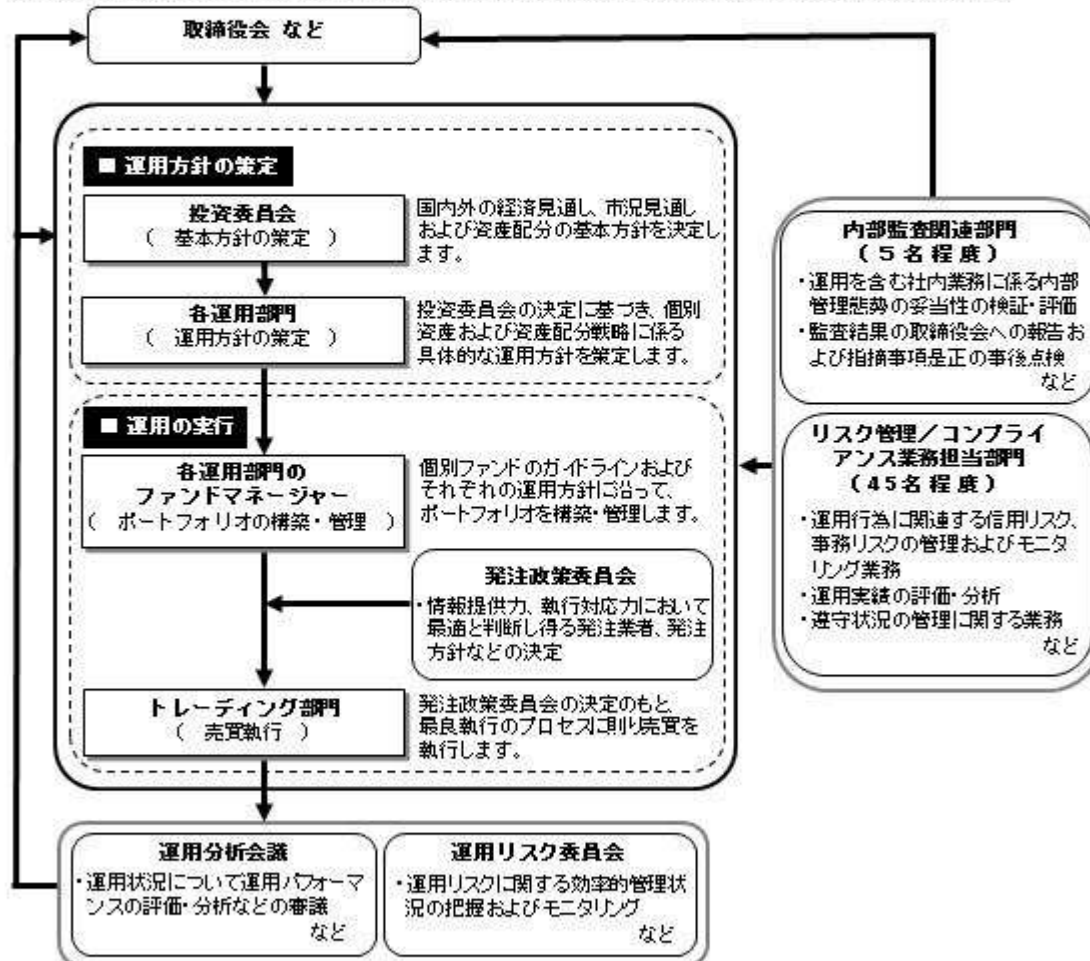 取締役会 など
■ 運用方針の策定
投資委員会
（ 基本方針の策定 ）
国内外の経済見通し、市況見通し
および資産配分の基本方針を決定し
ます。
各運用部門
（ 運用方針の策定 ）
投資委員会の決定に基づき、個別
資産および資産配分戦略に係る
具体的な運用方針を策定します。
■ 運用の実行
各運用部門の
ファンドマネージャー
（ ポートフォリオの構築・管理 ）
個別ファンドのガイドラインおよび
それぞれの運用方針に沿って、
ポートフォリオを構築・管理します。
発注政策委員会
・情報提供力、執行対応力において
最適と判断し得る発注業者、発注
方針などの決定
トレーディング部門
（ 売買執行 ）
発注政策委員会の決定のもと、
最良執行のプロセスに則り売買を
執行します。
運用分析会議
・運用状況について運用パフォーマ
ンスの評価・分析などの審議
など
運用リスク委員会
・運用リスクに関する効率的管理状
況の把握およびモニタリング
など
内部監査関連部門
（５名程度）
・運用を含む社内業務に係る内部
管理態勢の妥当性の検証・評価
・監査結果の取締役会への報告お
よび指摘事項是正の事後点検
など
リスク管理／コンプライ
アンス業務担当部門
（45名程度）
・運用行為に関連する信用リスク、
事務リスクの管理およびモニタ
リング業務
・運用実績の評価・分析
・遵守状況の管理に関する業務
など